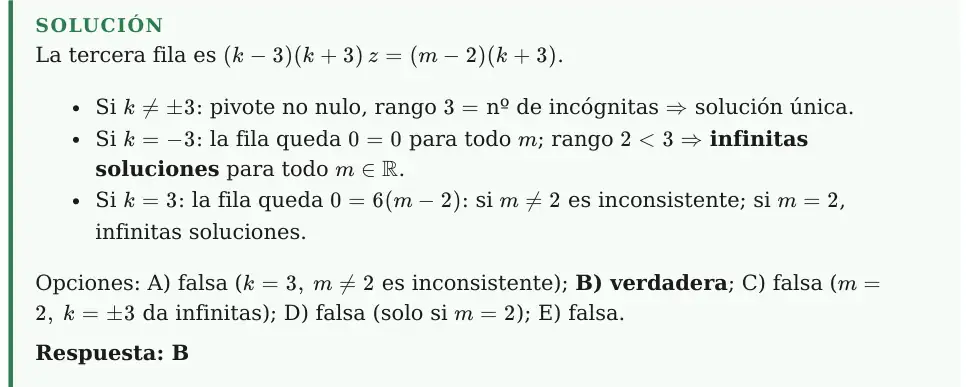 SOLUCIÓN
La tercera fila es (k − 3)(k + 3) z = (m − 2)(k + 3).
• Si k ≠ ±3: pivote no nulo, rango 3 = nº de incógnitas ⇒ solución única.
• Si k = −3: la fila queda 0 = 0 para todo m; rango 2 < 3 ⇒ infinitas
soluciones para todo m ∈ ℝ.
• Si k = 3: la fila queda 0 = 6(m − 2): si m ≠ 2 es inconsistente; si m = 2,
infinitas soluciones.
Opciones: A) falsa (k = 3, m ≠ 2 es inconsistente); B) verdadera; C) falsa (m =
2, k = ±3 da infinitas); D) falsa (solo si m = 2); E) falsa.
Respuesta: B